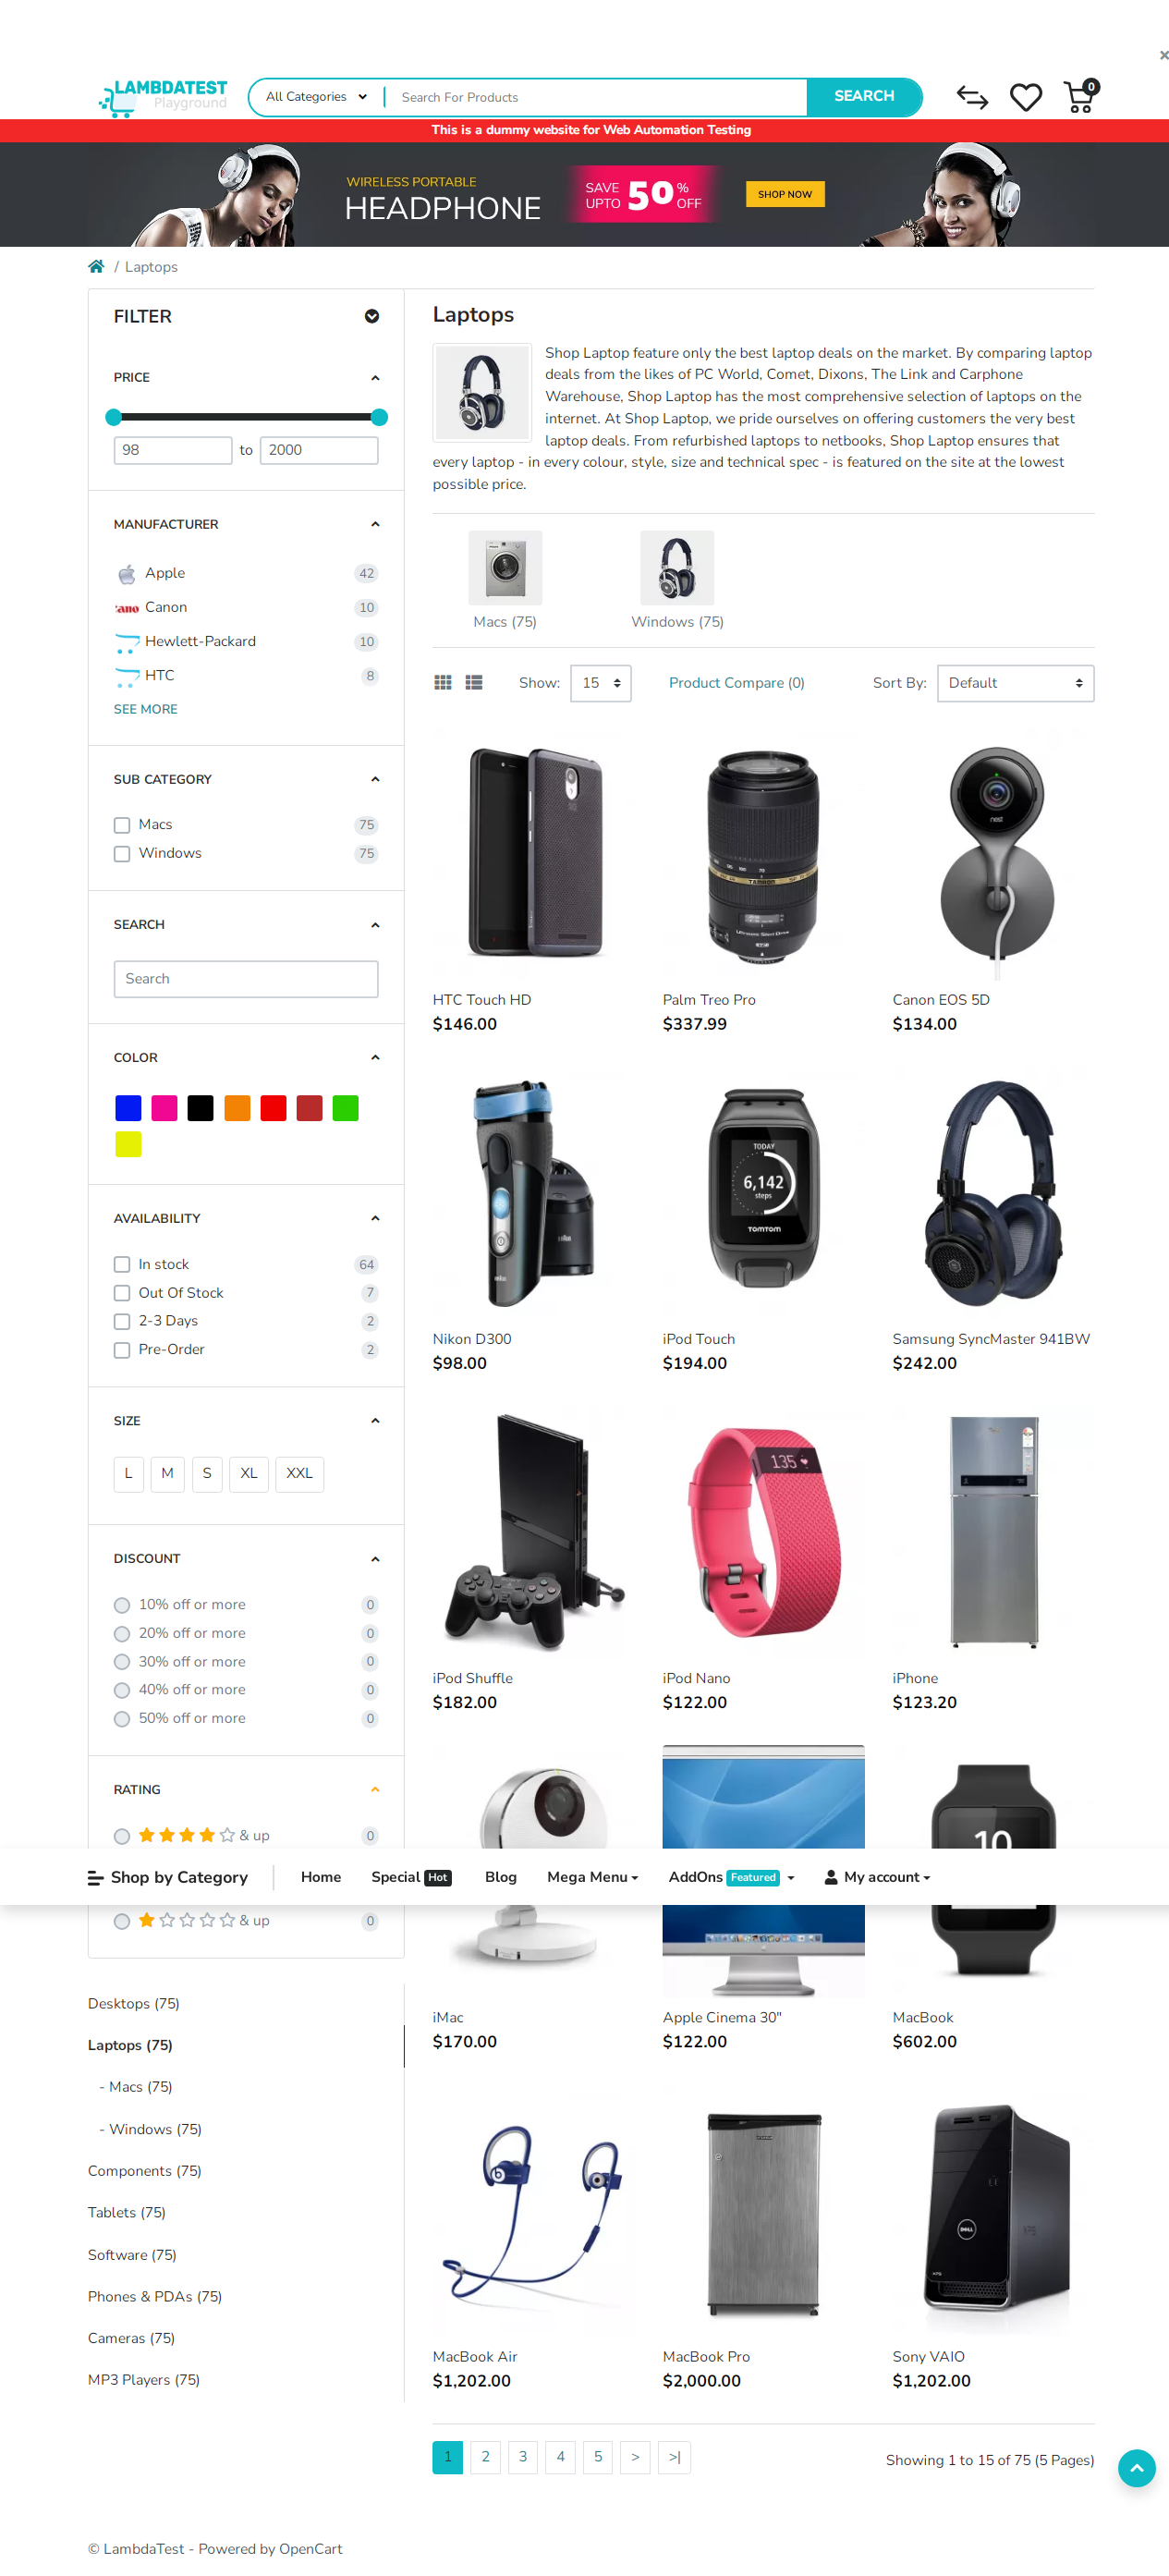 LAMBDATEST
Playground
All Categories
Search For Products
SEARCH
0
This is a dummy website for Web Automation Testing
WIRELESS PORTABLE
HEADPHONE
SAVE UPTO 50 % OFF
SHOP NOW
/ Laptops
FILTER
PRICE
98 to 2000
MANUFACTURER
Apple 42
Canon 10
Hewlett-Packard 10
HTC 8
SEE MORE
SUB CATEGORY
Macs 75
Windows 75
SEARCH
Search
COLOR
AVAILABILITY
In stock 64
Out Of Stock 7
2-3 Days 2
Pre-Order 2
SIZE
L M S XL XXL
DISCOUNT
10% off or more 0
20% off or more 0
30% off or more 0
40% off or more 0
50% off or more 0
RATING
& up 0
Shop by Category
Home
Special Hot
Blog
Mega Menu
AddOns Featured
My account
& up 0
Desktops (75)
Laptops (75)
- Macs (75)
- Windows (75)
Components (75)
Tablets (75)
Software (75)
Phones & PDAs (75)
Cameras (75)
MP3 Players (75)
Laptops
Shop Laptop feature only the best laptop deals on the market. By comparing laptop
deals from the likes of PC World, Comet, Dixons, The Link and Carphone
Warehouse, Shop Laptop has the most comprehensive selection of laptops on the
internet. At Shop Laptop, we pride ourselves on offering customers the very best
laptop deals. From refurbished laptops to netbooks, Shop Laptop ensures that
every laptop - in every colour, style, size and technical spec - is featured on the site at the lowest
possible price.
Macs (75)
Windows (75)
Show: 15
Product Compare (0)
Sort By: Default
TAMRON
nest
HTC Touch HD
$146.00
Palm Treo Pro
$337.99
Canon EOS 5D
$134.00
TODAY
6,142
steps
TOMTOM
Nikon D300
$98.00
iPod Touch
$194.00
Samsung SyncMaster 941BW
$242.00
135
iPod Shuffle
$182.00
iPod Nano
$122.00
iPhone
$123.20
10
iMac
$170.00
Apple Cinema 30"
$122.00
MacBook
$602.00
DELL
MacBook Air
$1,202.00
MacBook Pro
$2,000.00
Sony VAIO
$1,202.00
1 2 3 4 5 > >|
Showing 1 to 15 of 75 (5 Pages)
© LambdaTest - Powered by OpenCart